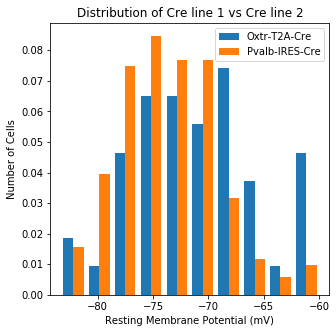 Distribution of Cre line 1 vs Cre line 2
Oxtr-T2A-Cre
Pvalb-IRES-Cre
Number of Cells
0.08
0.07
0.06
0.05
0.04
0.03
0.02
0.01
0.00
−80
−75
−70
−65
−60
Resting Membrane Potential (mV)